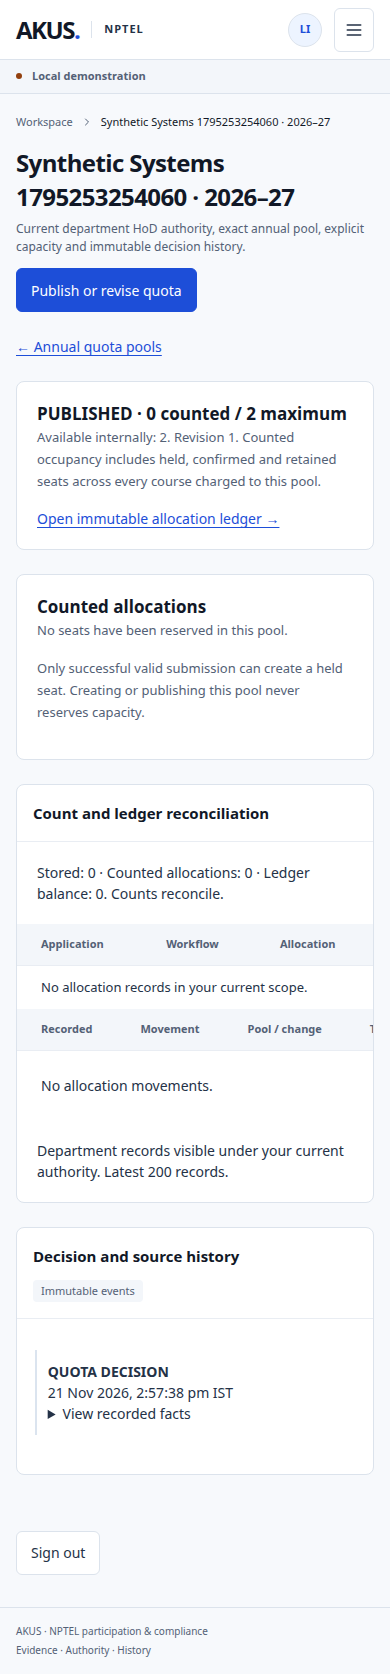 AKUS. NPTEL LI
Local demonstration
Workspace > Synthetic Systems 1795253254060 · 2026–27
Synthetic Systems
1795253254060 · 2026–27
Current department HoD authority, exact annual pool, explicit
capacity and immutable decision history.
Publish or revise quota
← Annual quota pools
PUBLISHED · 0 counted / 2 maximum
Available internally: 2. Revision 1. Counted
occupancy includes held, confirmed and retained
seats across every course charged to this pool.
Open immutable allocation ledger →
Counted allocations
No seats have been reserved in this pool.
Only successful valid submission can create a held
seat. Creating or publishing this pool never
reserves capacity.
Count and ledger reconciliation
Stored: 0 · Counted allocations: 0 · Ledger
balance: 0. Counts reconcile.
Application Workflow Allocation
No allocation records in your current scope.
Recorded Movement Pool / change
No allocation movements.
Department records visible under your current
authority. Latest 200 records.
Decision and source history
Immutable events
QUOTA DECISION
21 Nov 2026, 2:57:38 pm IST
▶ View recorded facts
Sign out
AKUS · NPTEL participation & compliance
Evidence · Authority · History